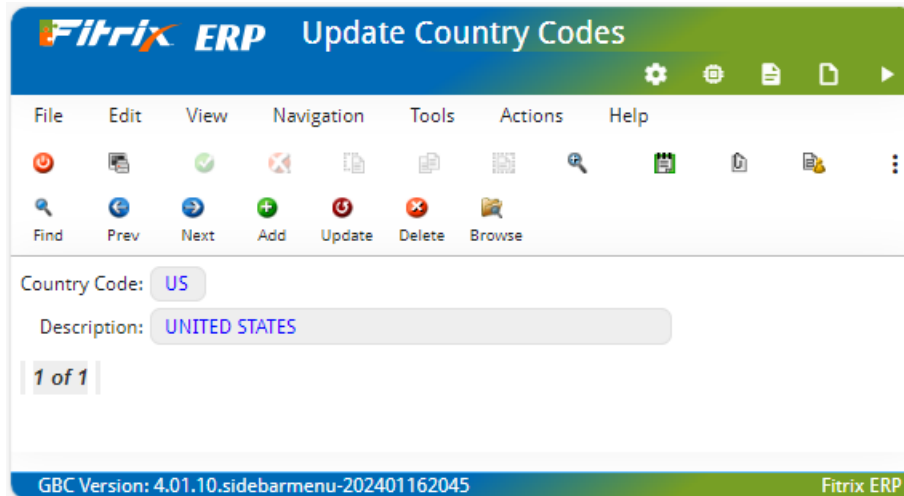 Fitrix ERP Update Country Codes
File Edit View Navigation Tools Actions Help
Find Prev Next Add Update Delete Browse
Country Code: US
Description: UNITED STATES
1 of 1
GBC Version: 4.01.10.sidebarmenu-202401162045 Fitrix ERP